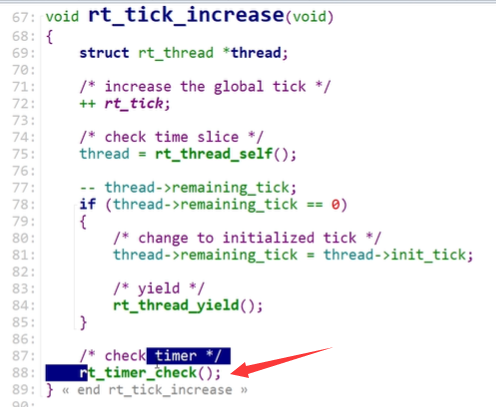 67: void rt_tick_increase(void)
68: {
69: struct rt_thread *thread;
70:
71: /* increase the global tick */
72: ++ rt_tick;
73:
74: /* check time slice */
75: thread = rt_thread_self();
76:
77: -- thread->remaining_tick;
78: if (thread->remaining_tick == 0)
79: {
80: /* change to initialized tick */
81: thread->remaining_tick = thread->init_tick;
82:
83: /* yield */
84: rt_thread_yield();
85: }
86:
87: /* check timer */
88: rt_timer_check();
89: } « end rt_tick_increase »